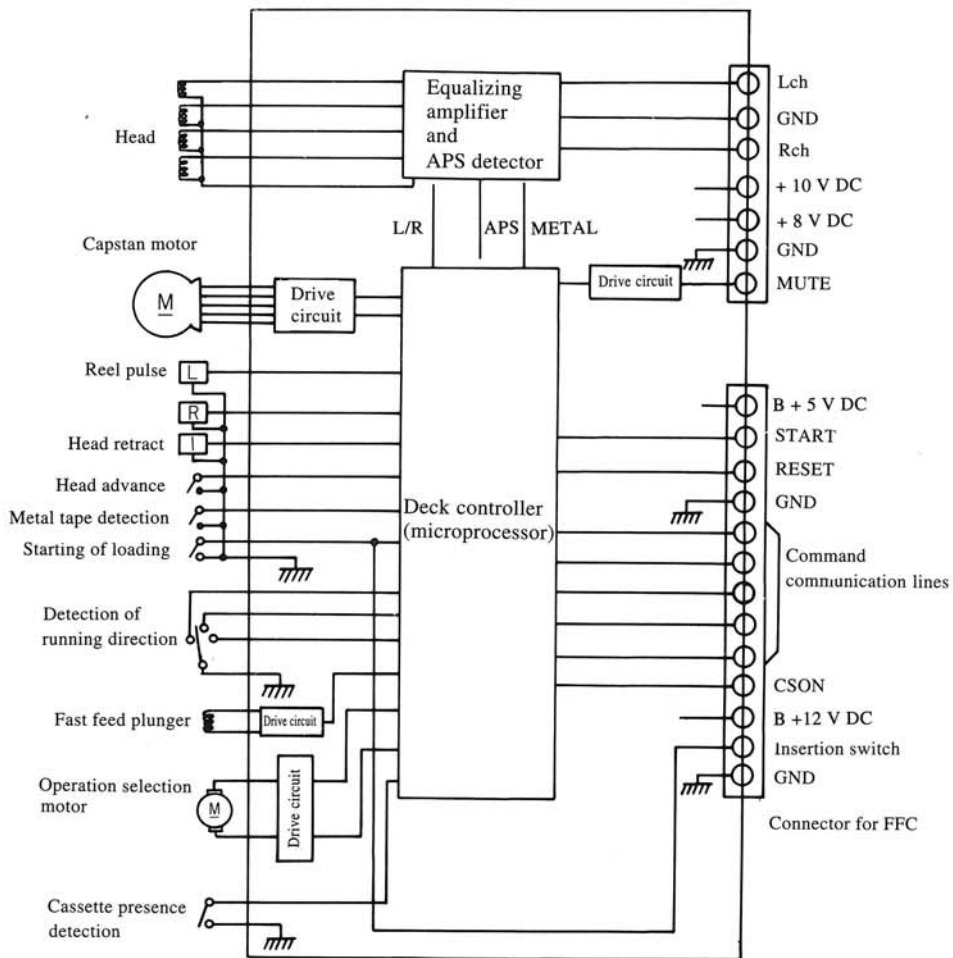 Equalizing
amplifier
and
APS detector
Head
Lch
GND
Rch
+ 10 V DC
+ 8 V DC
GND
MUTE
L/R
APS
METAL
Capstan motor
M
Drive
circuit
Drive circuit
Reel pulse
L
R
Head retract
I
Head advance
Metal tape detection
Starting of loading
Deck controller
(microprocessor)
B + 5 V DC
START
RESET
GND
Command
communication lines
CSON
B +12 V DC
Insertion switch
GND
Connector for FFC
Detection of
running direction
Fast feed plunger
Drive circuit
Operation selection
motor
M
Drive circuit
Cassette presence
detection